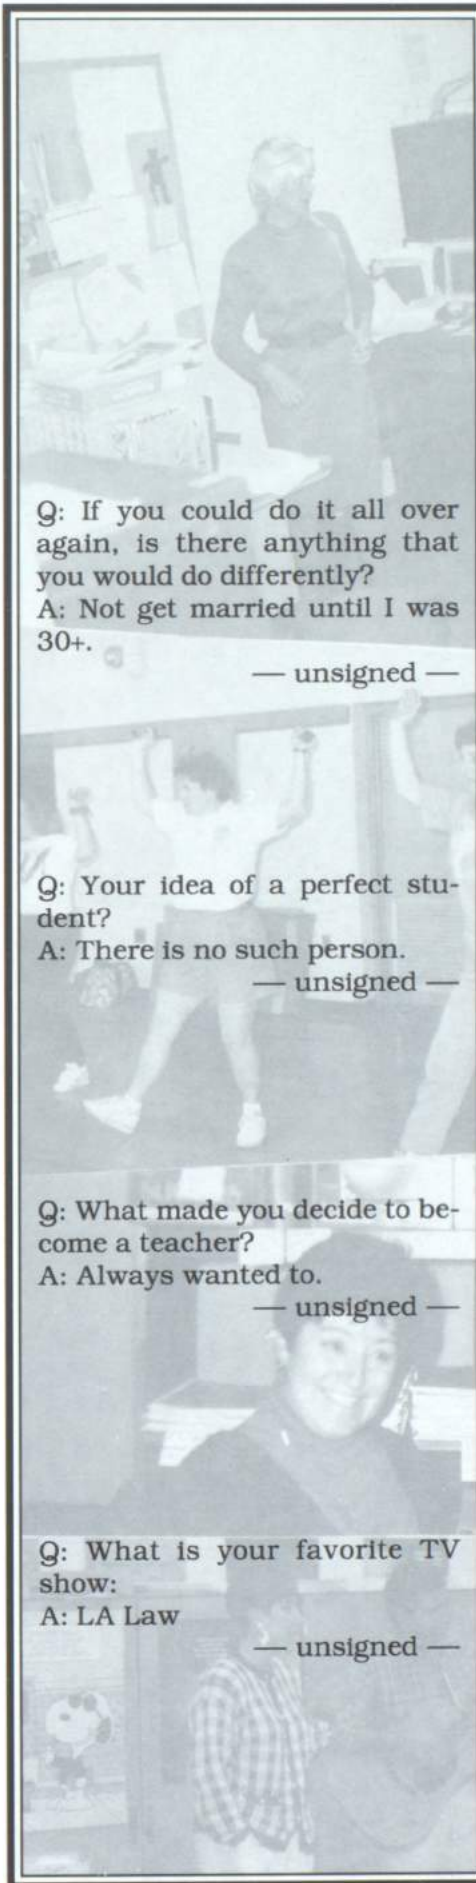 Q: If you could do it all over
again, is there anything that
you would do differently?
A: Not get married until I was
30+.
— unsigned —
Q: Your idea of a perfect stu-
dent?
A: There is no such person.
— unsigned —
Q: What made you decide to be-
come a teacher?
A: Always wanted to.
— unsigned —
Q: What is your favorite TV
show:
A: LA Law
— unsigned —